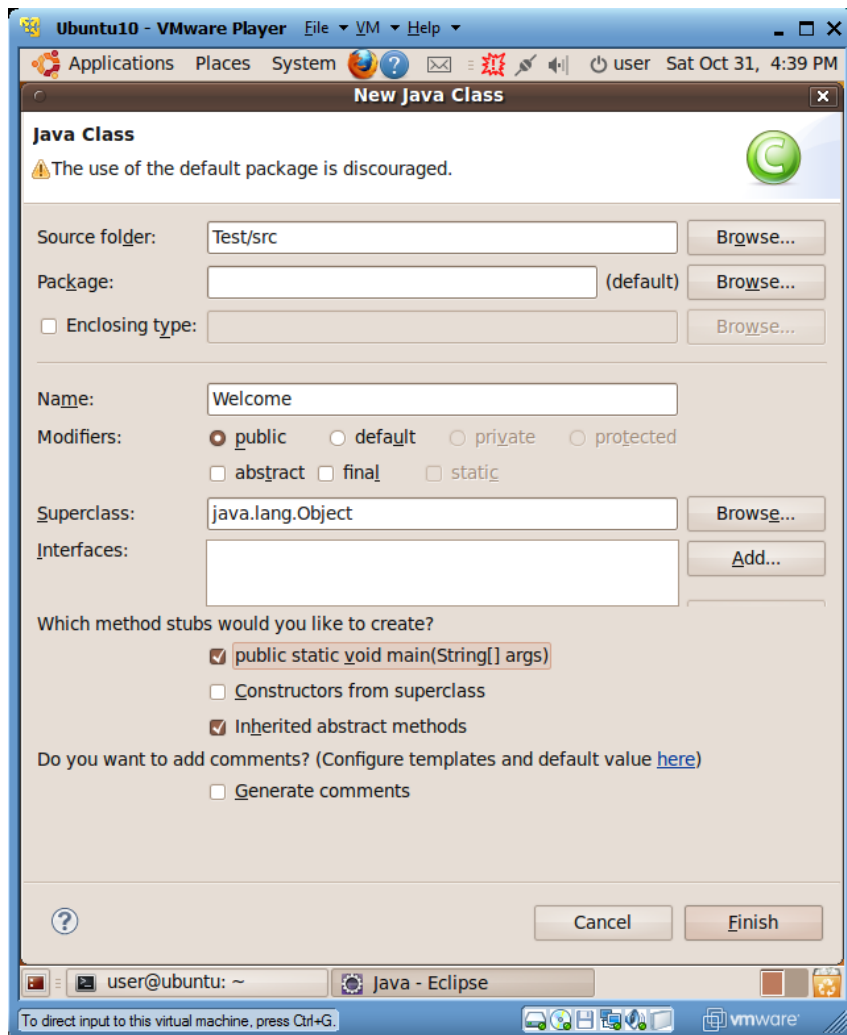 Ubuntu10 - VMware Player File VM Help
Applications Places System user Sat Oct 31, 4:39 PM
New Java Class
Java Class
The use of the default package is discouraged.
Source folder: Test/src Browse...
Package: (default) Browse...
Enclosing type: Browse...
Name: Welcome
Modifiers: public default private protected
abstract final static
Superclass: java.lang.Object Browse...
Interfaces: Add...
Which method stubs would you like to create?
public static void main(String[] args)
Constructors from superclass
Inherited abstract methods
Do you want to add comments? (Configure templates and default value here)
Generate comments
Cancel Finish
user@ubuntu: ~ Java - Eclipse
To direct input to this virtual machine, press Ctrl+G. vmware